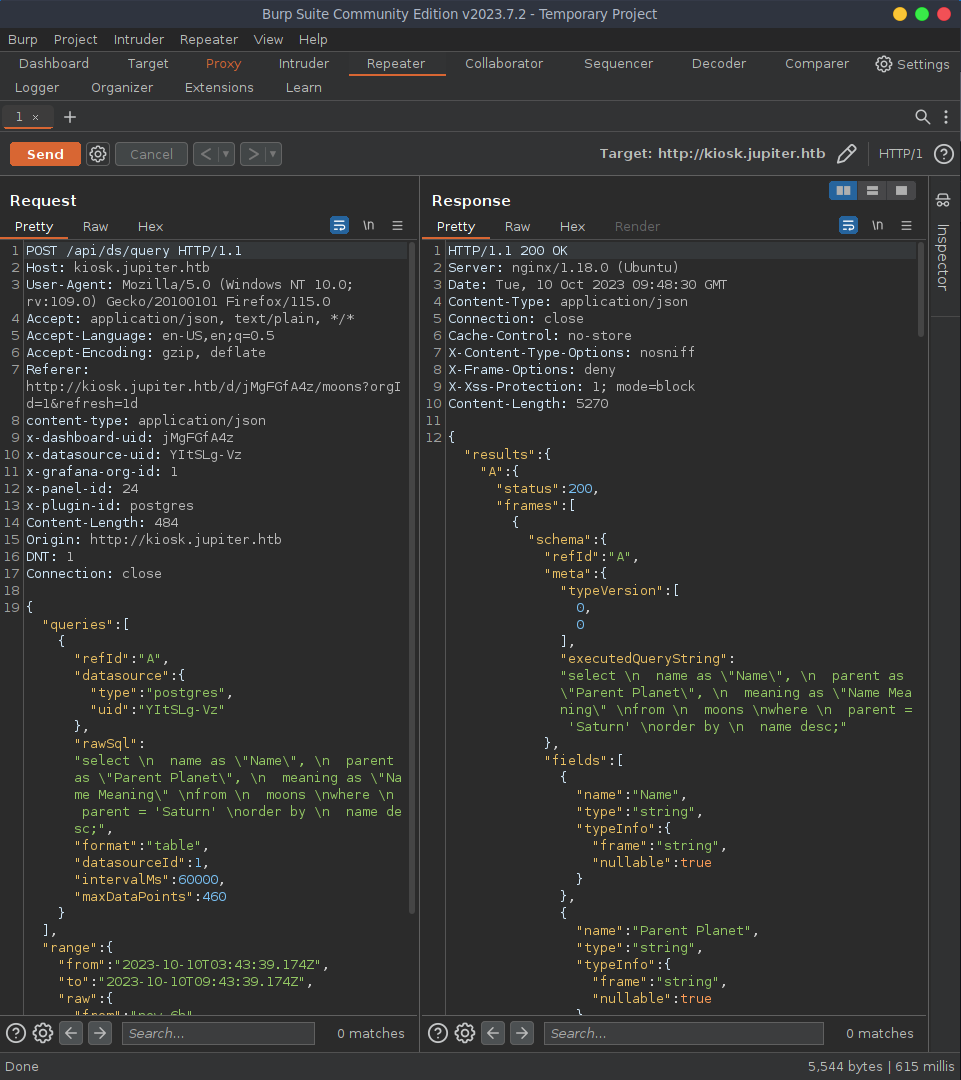 Burp Suite Community Edition v2023.7.2 - Temporary Project
Burp Project Intruder Repeater View Help
Dashboard Target Proxy Intruder Repeater Collaborator Sequencer Decoder Comparer Settings
Logger Organizer Extensions Learn
1 × +
Send Cancel < > Target: http://kiosk.jupiter.htb HTTP/1 ?
Request
Pretty Raw Hex \n
1 POST /api/ds/query HTTP/1.1
2 Host: kiosk.jupiter.htb
3 User-Agent: Mozilla/5.0 (Windows NT 10.0;
rv:109.0) Gecko/20100101 Firefox/115.0
4 Accept: application/json, text/plain, */*
5 Accept-Language: en-US,en;q=0.5
6 Accept-Encoding: gzip, deflate
7 Referer:
http://kiosk.jupiter.htb/d/jMgFGfA4z/moons?orgI
d=1&refresh=1d
8 content-type: application/json
9 x-dashboard-uid: jMgFGfA4z
10 x-datasource-uid: YItSLg-Vz
11 x-grafana-org-id: 1
12 x-panel-id: 24
13 x-plugin-id: postgres
14 Content-Length: 484
15 Origin: http://kiosk.jupiter.htb
16 DNT: 1
17 Connection: close
18
19 {
"queries":[
{
"refId":"A",
"datasource":{
"type":"postgres",
"uid":"YItSLg-Vz"
},
"rawSql":
"select \n  name as \"Name\", \n  parent
as \"Parent Planet\", \n  meaning as \"Na
me Meaning\" \nfrom \n  moons \nwhere \n
parent = 'Saturn' \norder by \n  name de
sc;",
"format":"table",
"datasourceId":1,
"intervalMs":60000,
"maxDataPoints":460
}
],
"range":{
"from":"2023-10-10T03:43:39.174Z",
"to":"2023-10-10T09:43:39.174Z",
"raw":{
"from":"now-6h"
? Search... 0 matches
Response
Pretty Raw Hex Render \n
1 HTTP/1.1 200 OK
2 Server: nginx/1.18.0 (Ubuntu)
3 Date: Tue, 10 Oct 2023 09:48:30 GMT
4 Content-Type: application/json
5 Connection: close
6 Cache-Control: no-store
7 X-Content-Type-Options: nosniff
8 X-Frame-Options: deny
9 X-Xss-Protection: 1; mode=block
10 Content-Length: 5270
11
12 {
"results":{
"A":{
"status":200,
"frames":[
{
"schema":{
"refId":"A",
"meta":{
"typeVersion":[
0,
0
],
"executedQueryString":
"select \n  name as \"Name\", \n  parent as
\"Parent Planet\", \n  meaning as \"Name Mea
ning\" \nfrom \n  moons \nwhere \n  parent =
'Saturn' \norder by \n  name desc;"
},
"fields":[
{
"name":"Name",
"type":"string",
"typeInfo":{
"frame":"string",
"nullable":true
}
},
{
"name":"Parent Planet",
"type":"string",
"typeInfo":{
"frame":"string",
"nullable":true
}
? Search... 0 matches
Inspector
Done 5,544 bytes | 615 millis